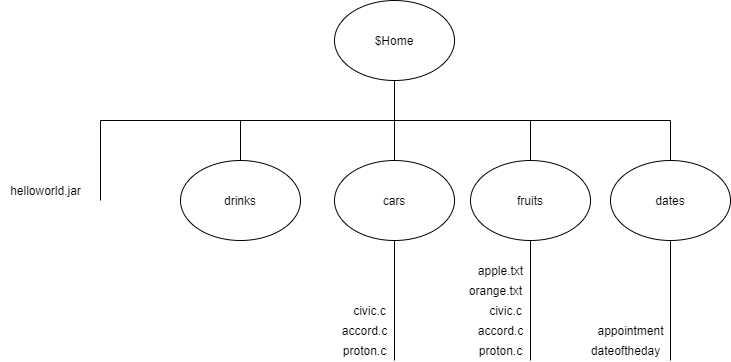 $Home
helloworld.jar
drinks
cars
fruits
dates
civic.c
accord.c
proton.c
apple.txt
orange.txt
civic.c
accord.c
proton.c
appointment
dateoftheday